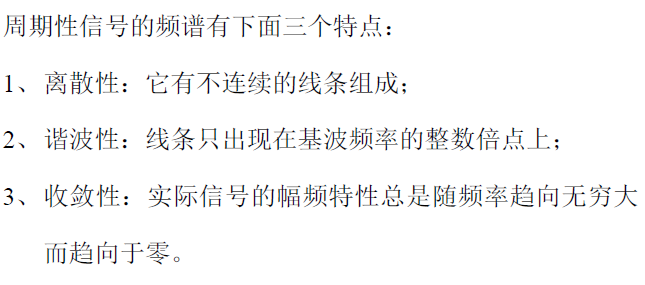 周期性信号的频谱有下面三个特点：
1、离散性：它有不连续的线条组成；
2、谐波性：线条只出现在基波频率的整数倍点上；
3、收敛性：实际信号的幅频特性总是随频率趋向无穷大
而趋向于零。